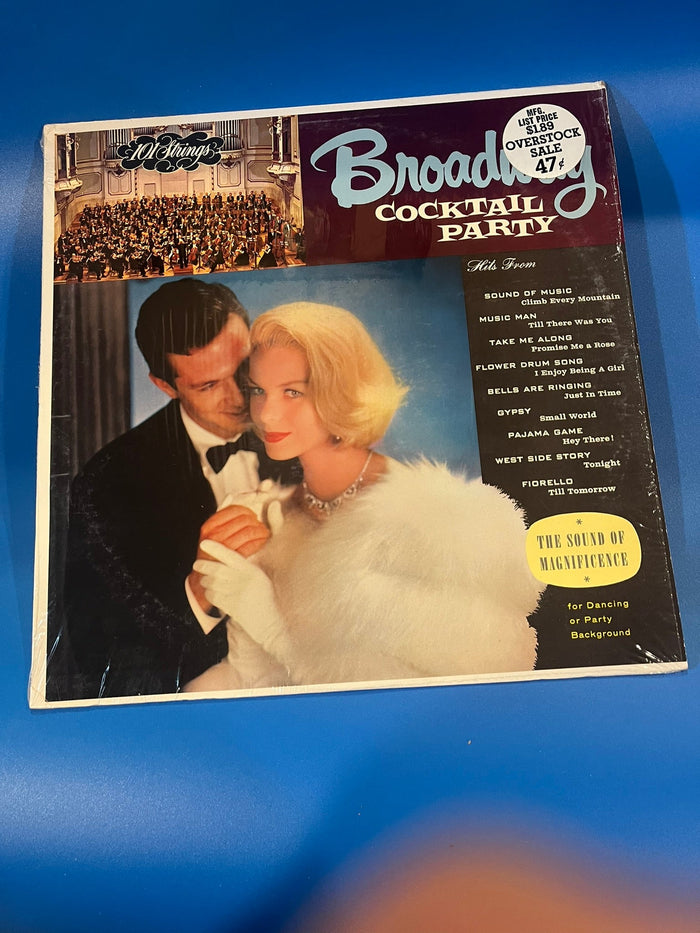 101 Strings
Broadway
COCKTAIL
PARTY
MFG.
LIST PRICE
$1.89
OVERSTOCK
SALE
47¢
Hits From
SOUND OF MUSIC
Climb Every Mountain
MUSIC MAN
Till There Was You
TAKE ME ALONG
Promise Me a Rose
FLOWER DRUM SONG
I Enjoy Being A Girl
BELLS ARE RINGING
Just In Time
GYPSY
Small World
PAJAMA GAME
Hey There!
WEST SIDE STORY
Tonight
FIORELLO
Till Tomorrow
THE SOUND OF
MAGNIFICENCE
for Dancing
or Party
Background